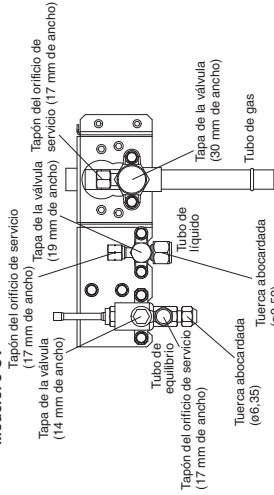 Tapón del orificio de servicio
(17 mm de ancho)
Tapa de la válvula
(19 mm de ancho)
Tapón del orificio de
servicio (17 mm de ancho)
Tapa de la válvula
(14 mm de ancho)
Tubo de
equilibrio
Tapón del orificio de servicio
(17 mm de ancho)
Tuerca abocardada
(ø6,35)
Tubo de
líquido
Tuerca abocardada
Tapa de la válvula
(30 mm de ancho)
Tubo de gas